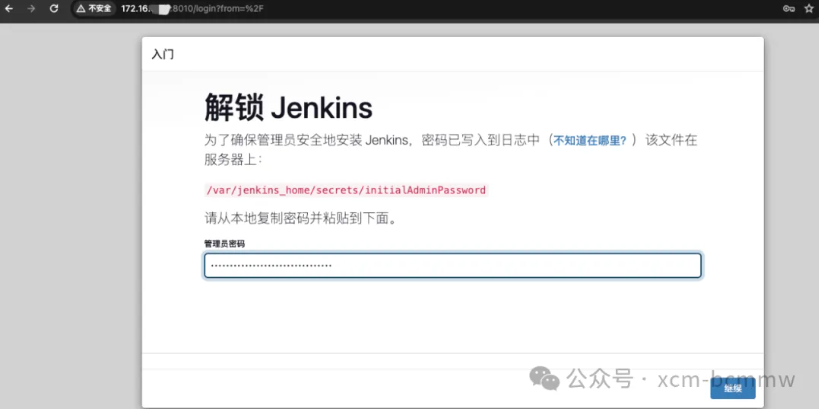 不安全 172.16. :8010/login?from=%2F
入门
解锁 Jenkins
为了确保管理员安全地安装 Jenkins，密码已写入到日志中（不知道在哪里？）该文件在
服务器上：
/var/jenkins_home/secrets/initialAdminPassword
请从本地复制密码并粘贴到下面。
管理员密码
公众号 · xcm-bcmmw
继续